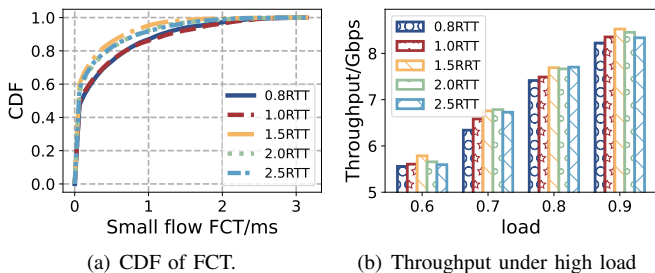 CDF
1.0
0.8
0.6
0.4
0.2
0.0
0.8RTT
1.0RTT
1.5RTT
2.0RTT
2.5RTT
0 1 2 3
Small flow FCT/ms
(a) CDF of FCT.
Throughput/Gbps
8
7
6
5
0.8RTT
1.0RTT
1.5RRT
2.0RTT
2.5RTT
0.6 0.7 0.8 0.9
load
(b) Throughput under high load